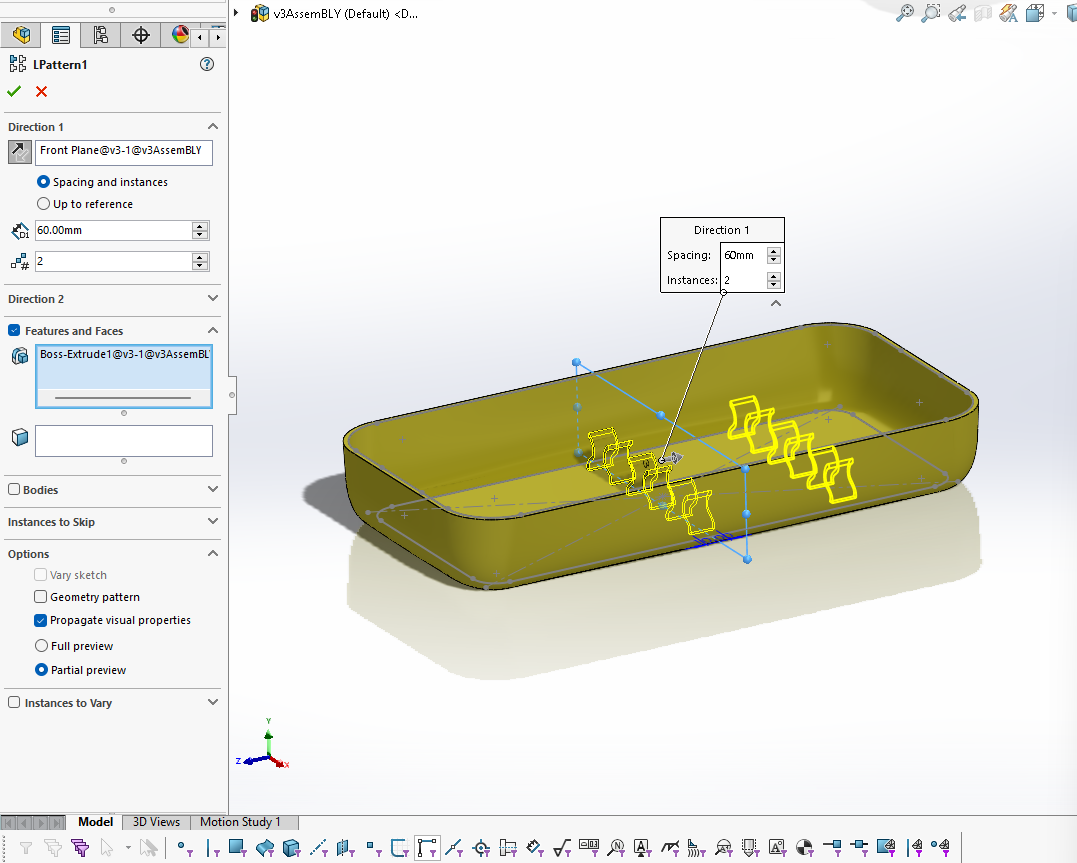 v3AssemBLY (Default) <D...
LPattern1
?
Direction 1
Front Plane@v3-1@v3AssemBLY
Spacing and instances
Up to reference
D1
60.00mm
#
2
Direction 2
Features and Faces
Boss-Extrude1@v3-1@v3AssemBL
Bodies
Instances to Skip
Options
Vary sketch
Geometry pattern
Propagate visual properties
Full preview
Partial preview
Instances to Vary
Direction 1
Spacing: 60mm
Instances: 2
Y
Z
X
Model 3D Views Motion Study 1